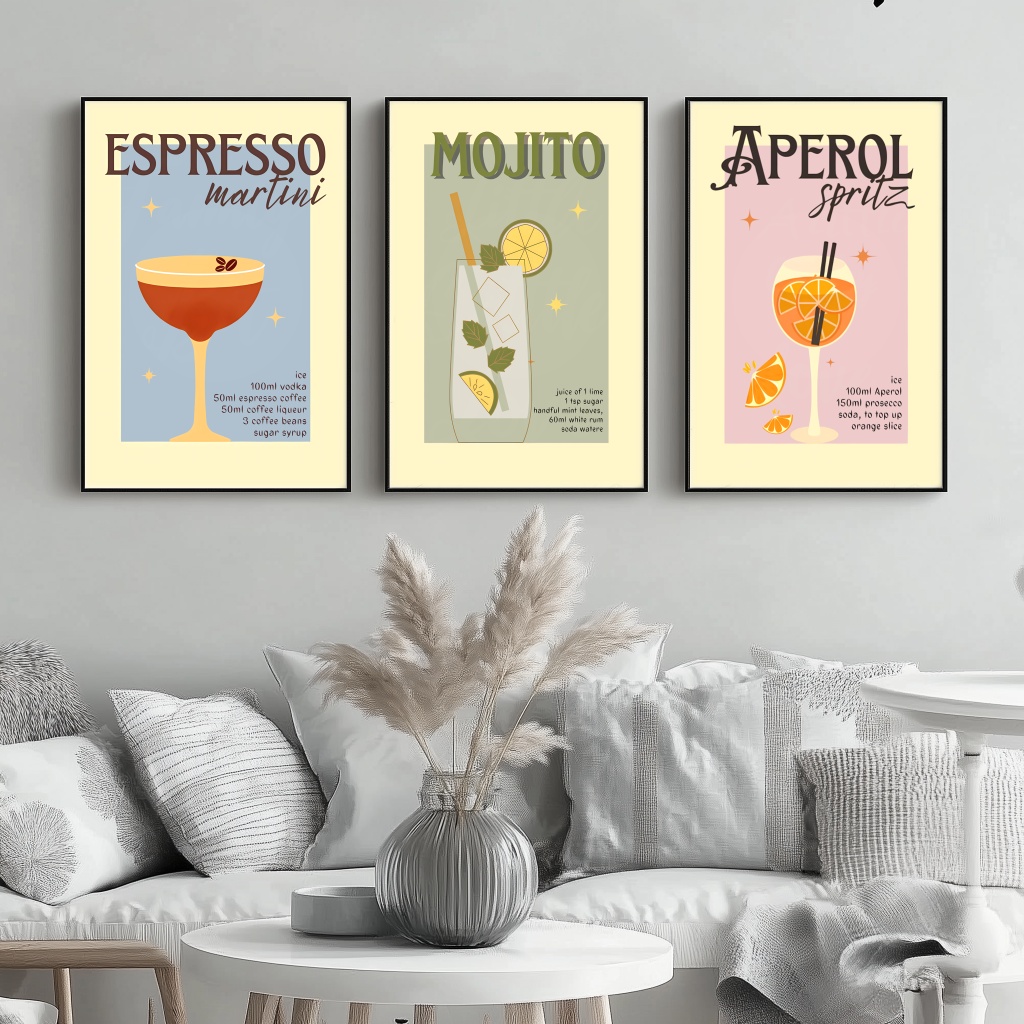 ESPRESSO
martini
ice
100ml vodka
50ml espresso coffee
50ml coffee liqueur
3 coffee beans
sugar syrup
MOJITO
juice of 1 lime
1 tsp sugar
handful mint leaves,
60ml white rum
soda watere
APEROL
spritz
ice
100ml Aperol
150ml prosecco
soda, to top up
orange slice